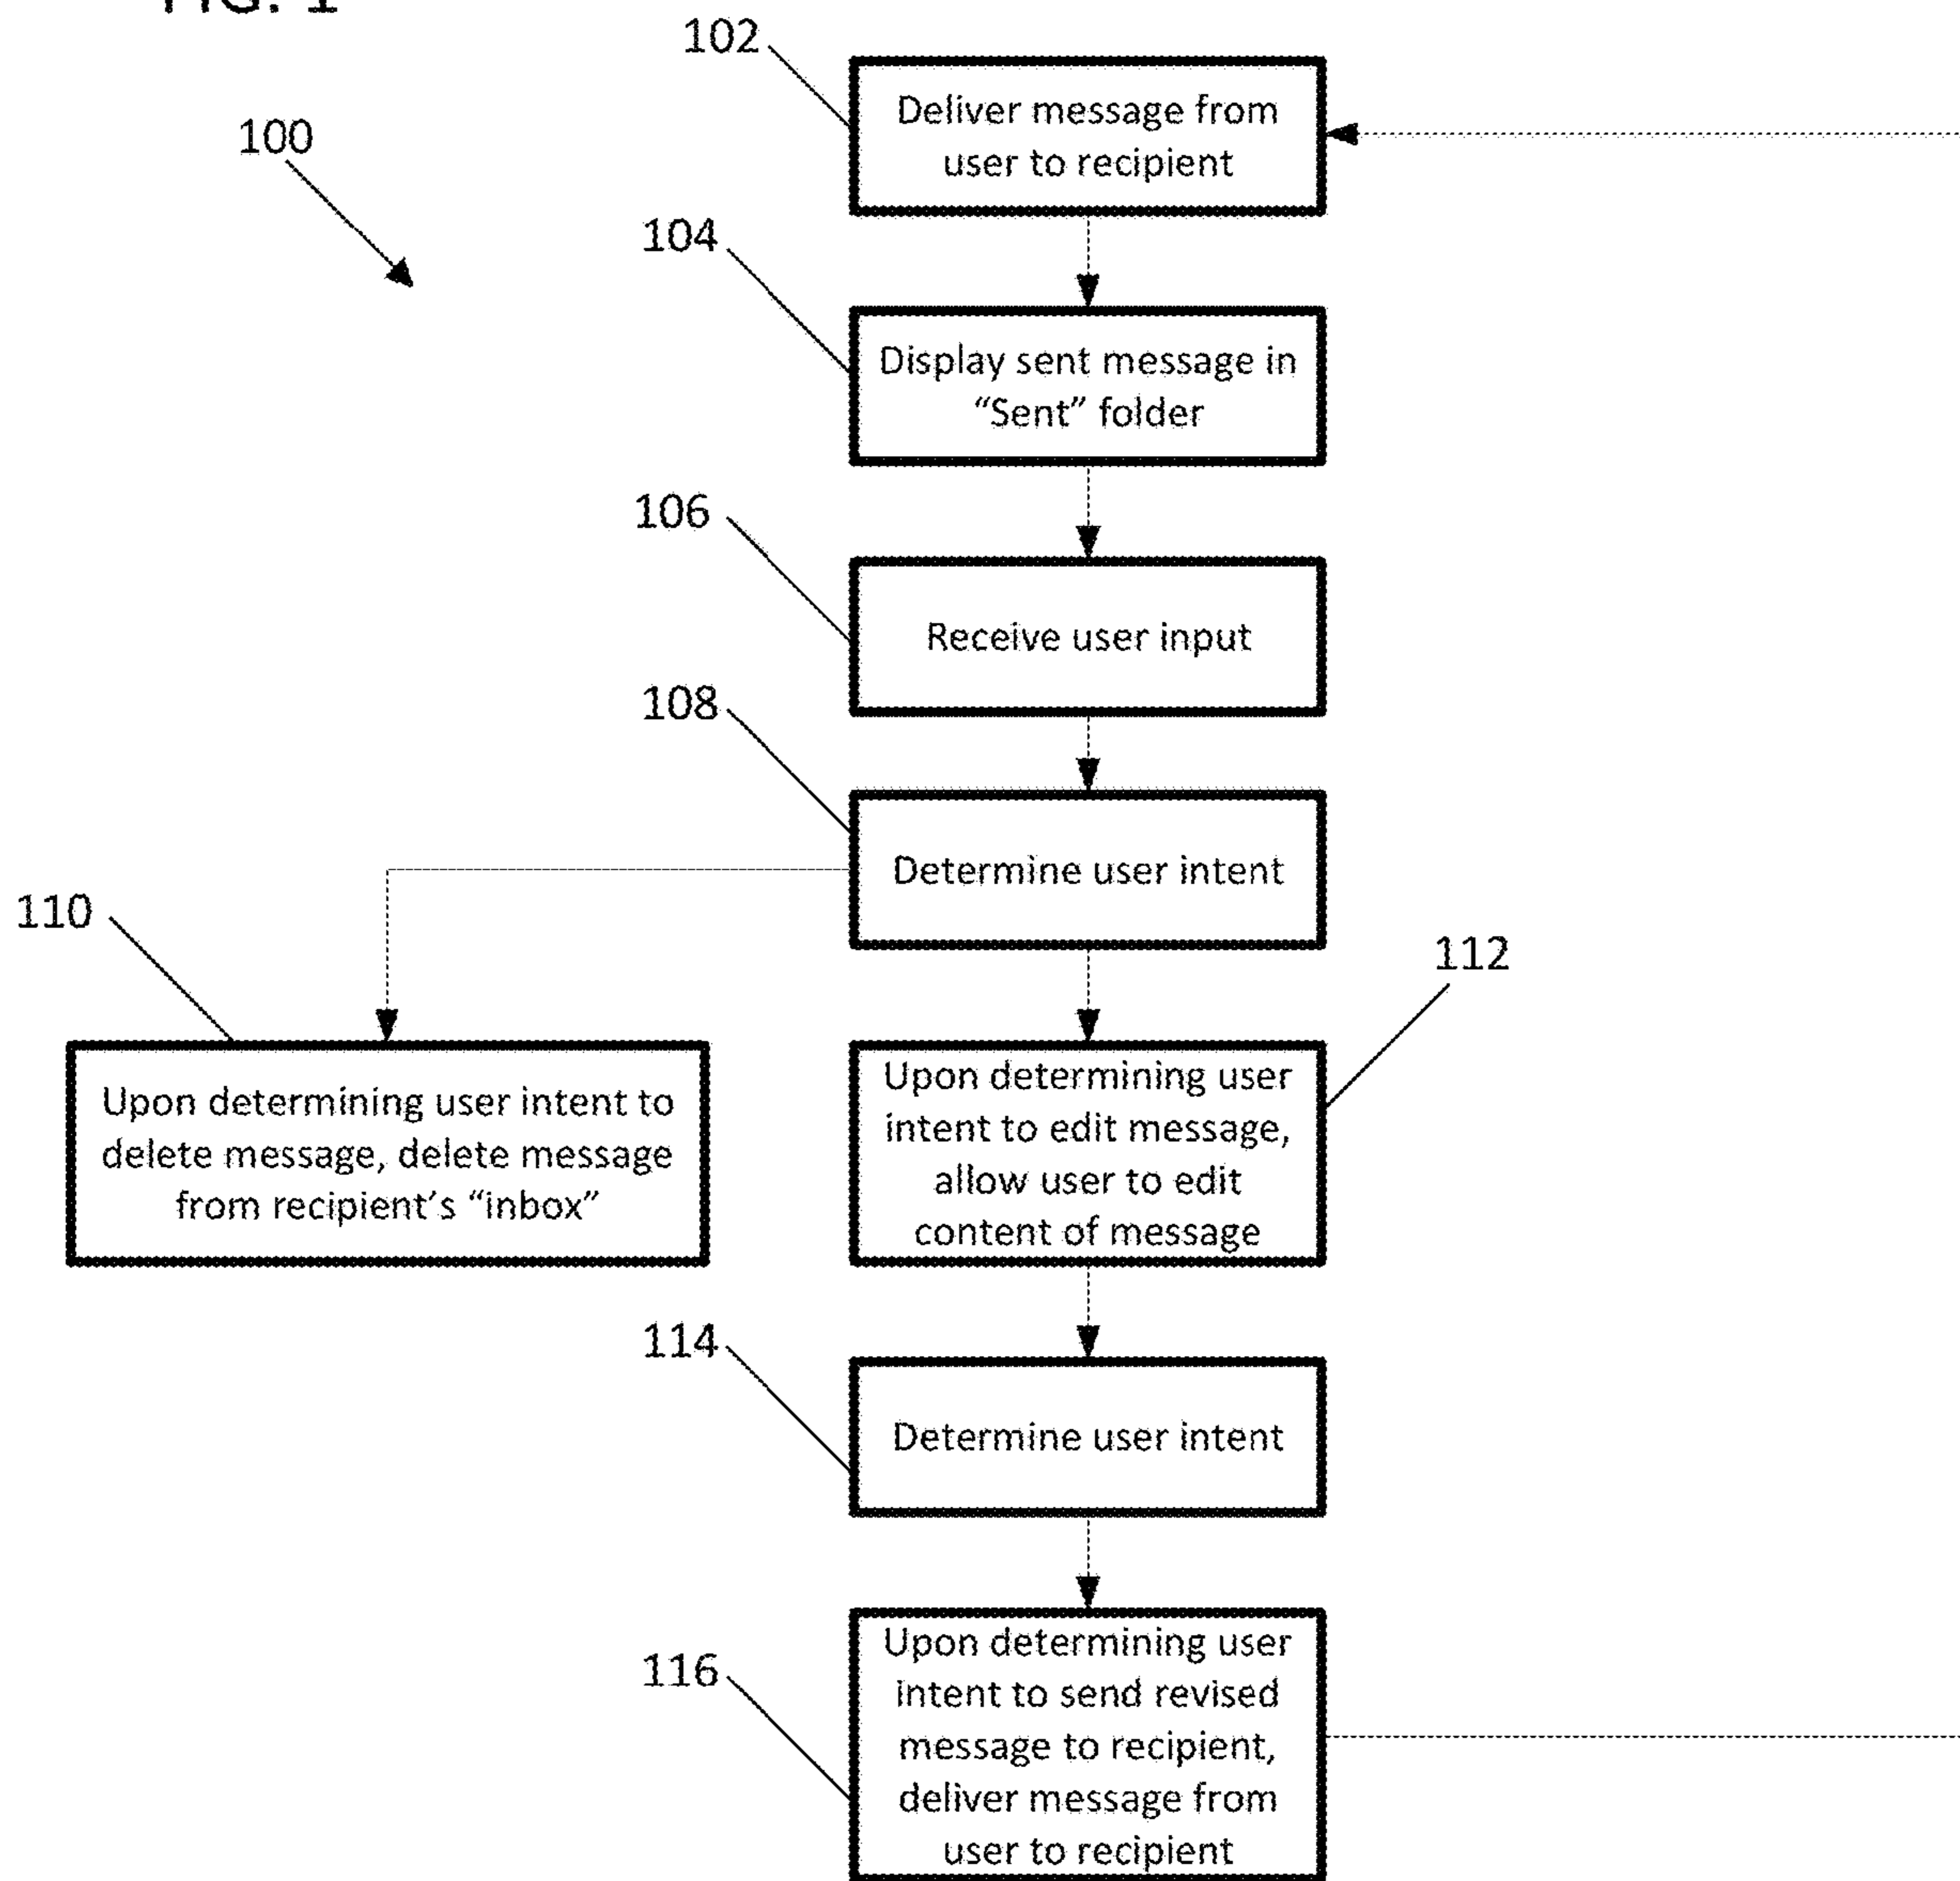 FIG. 1
102
Deliver message from
user to recipient
100
104
Display sent message in
“Sent” folder
106
Receive user input
108
Determine user intent
110
112
Upon determining user intent to
delete message, delete message
from recipient’s “inbox”
Upon determining user
intent to edit message,
allow user to edit
content of message
114
Determine user intent
116
Upon determining user
intent to send revised
message to recipient,
deliver message from
user to recipient